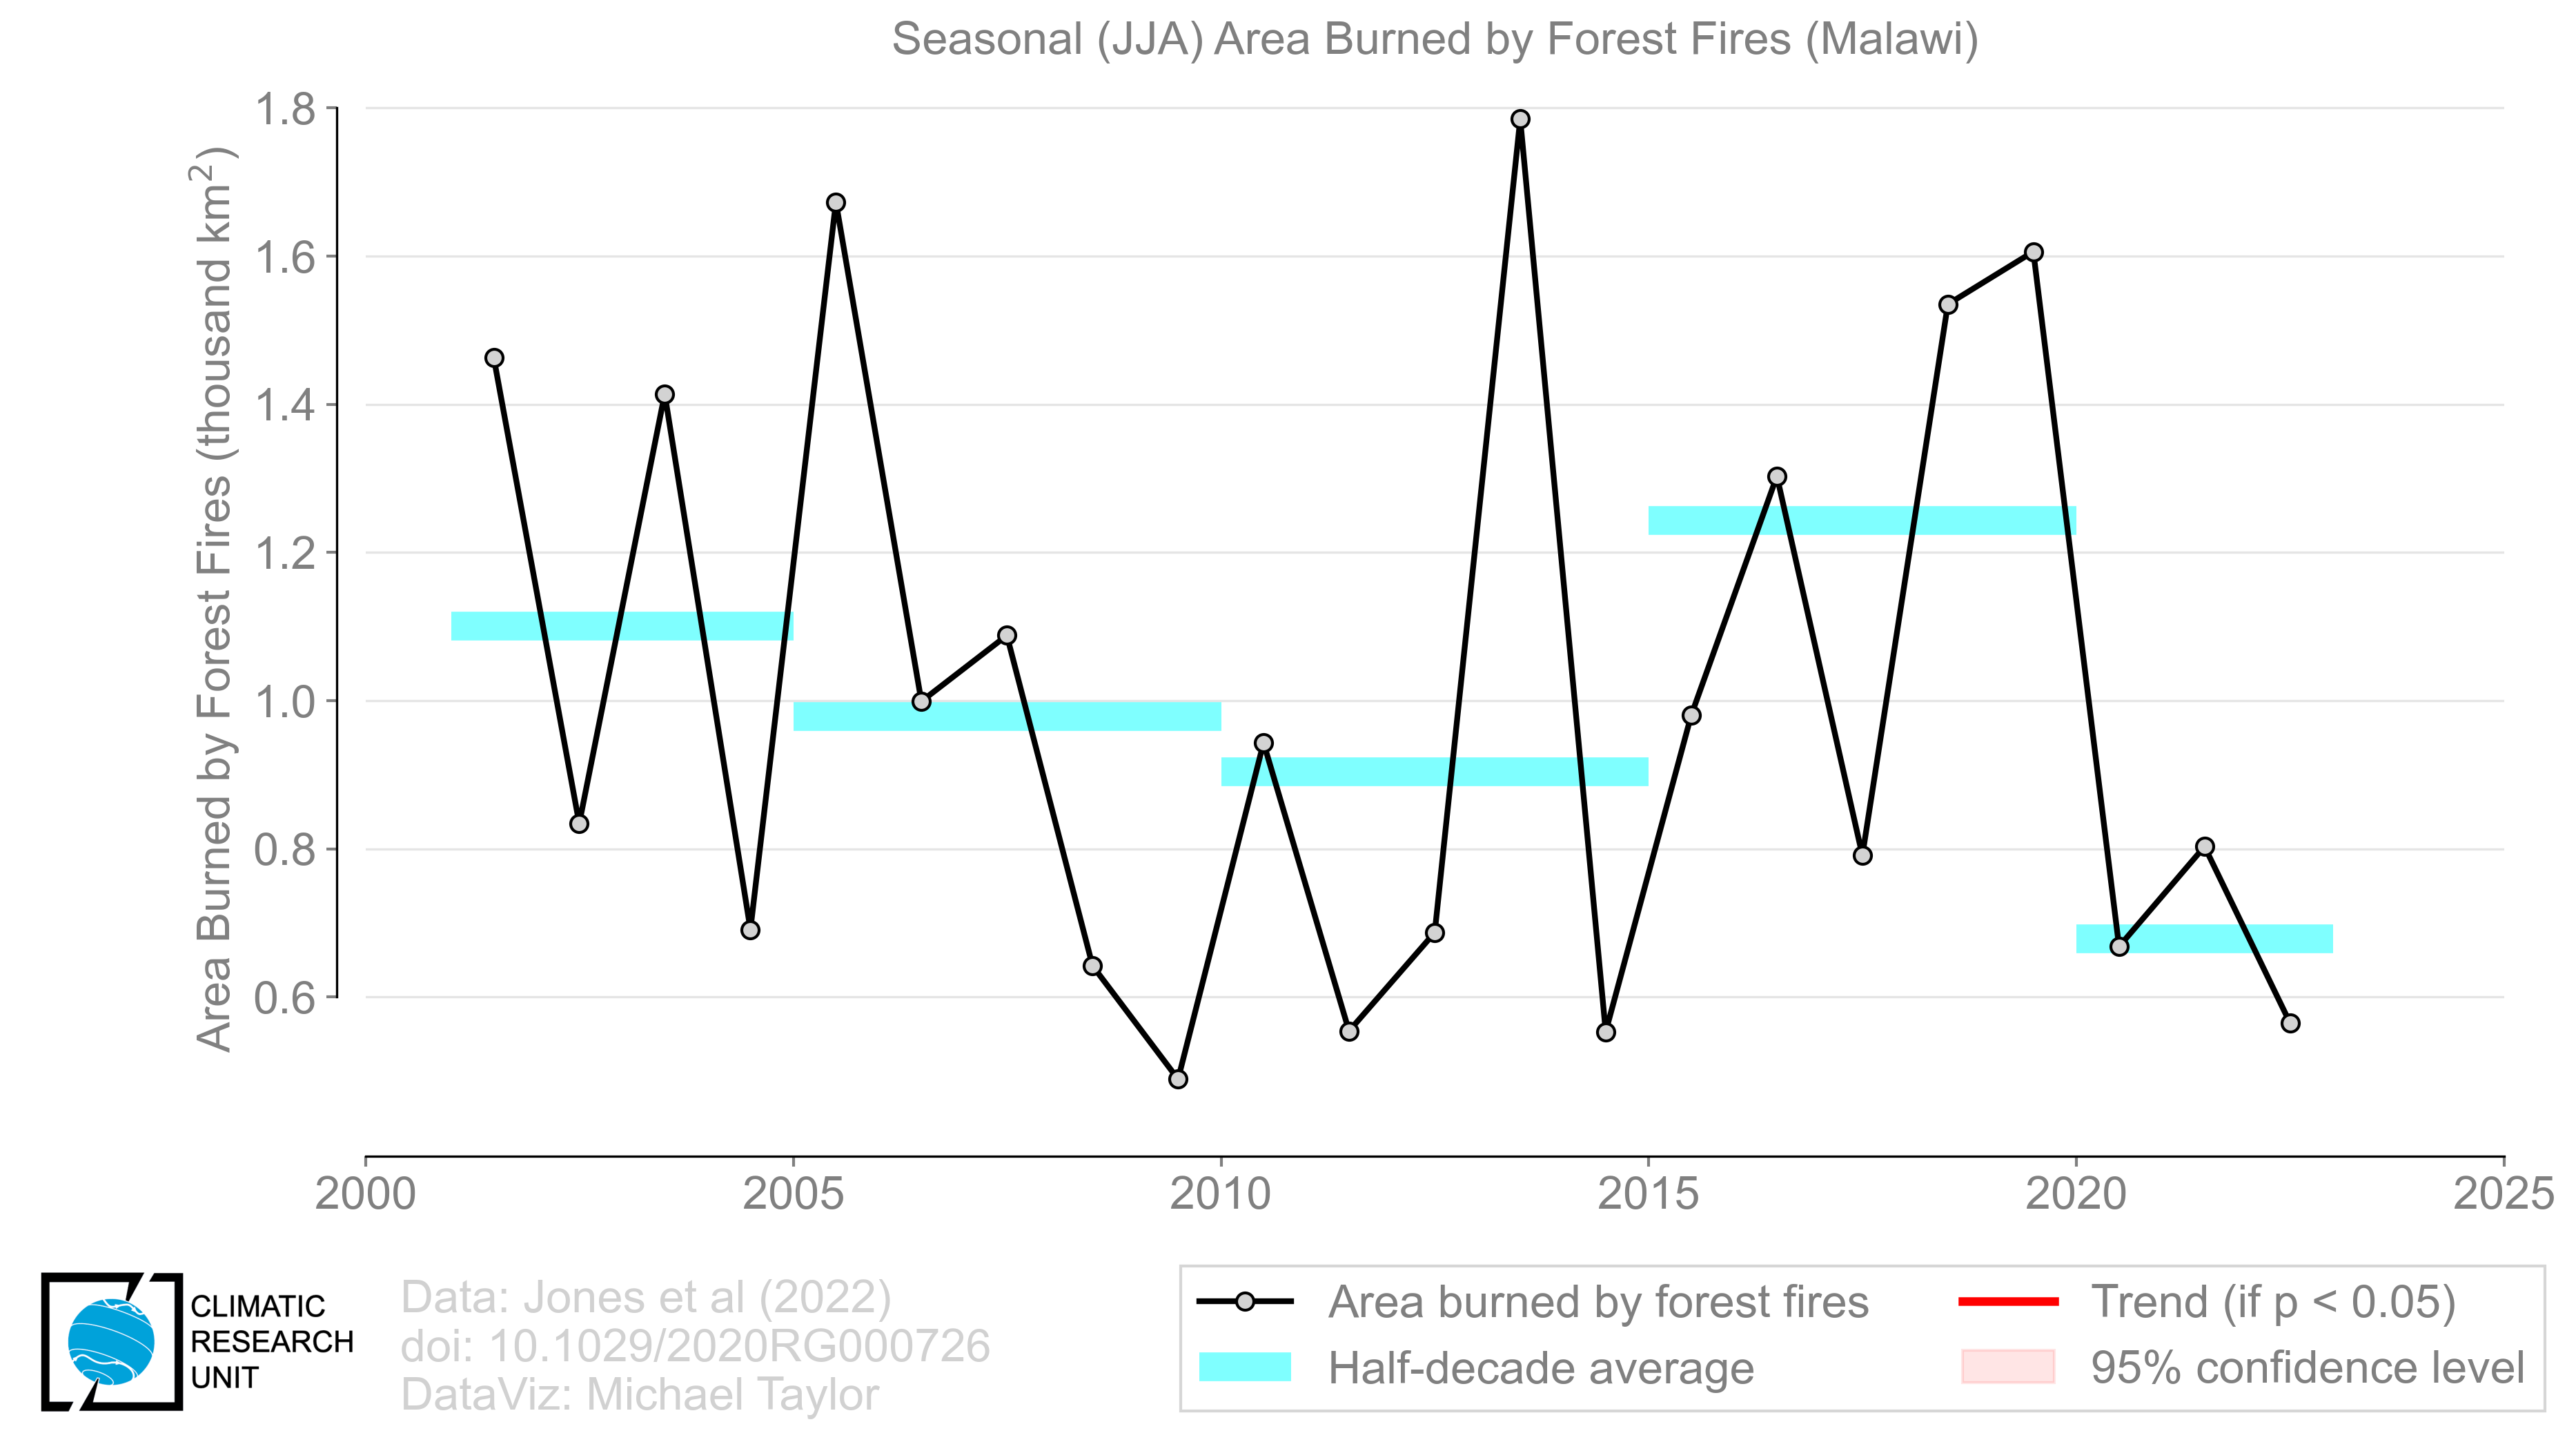 Seasonal (JJA) Area Burned by Forest Fires (Malawi)
Area Burned by Forest Fires (thousand km²)
1.8
1.6
1.4
1.2
1.0
0.8
0.6
2000 2005 2010 2015 2020 2025
CLIMATIC
RESEARCH
UNIT
Data: Jones et al (2022)
doi: 10.1029/2020RG000726
DataViz: Michael Taylor
Area burned by forest fires
Half-decade average
Trend (if p < 0.05)
95% confidence level